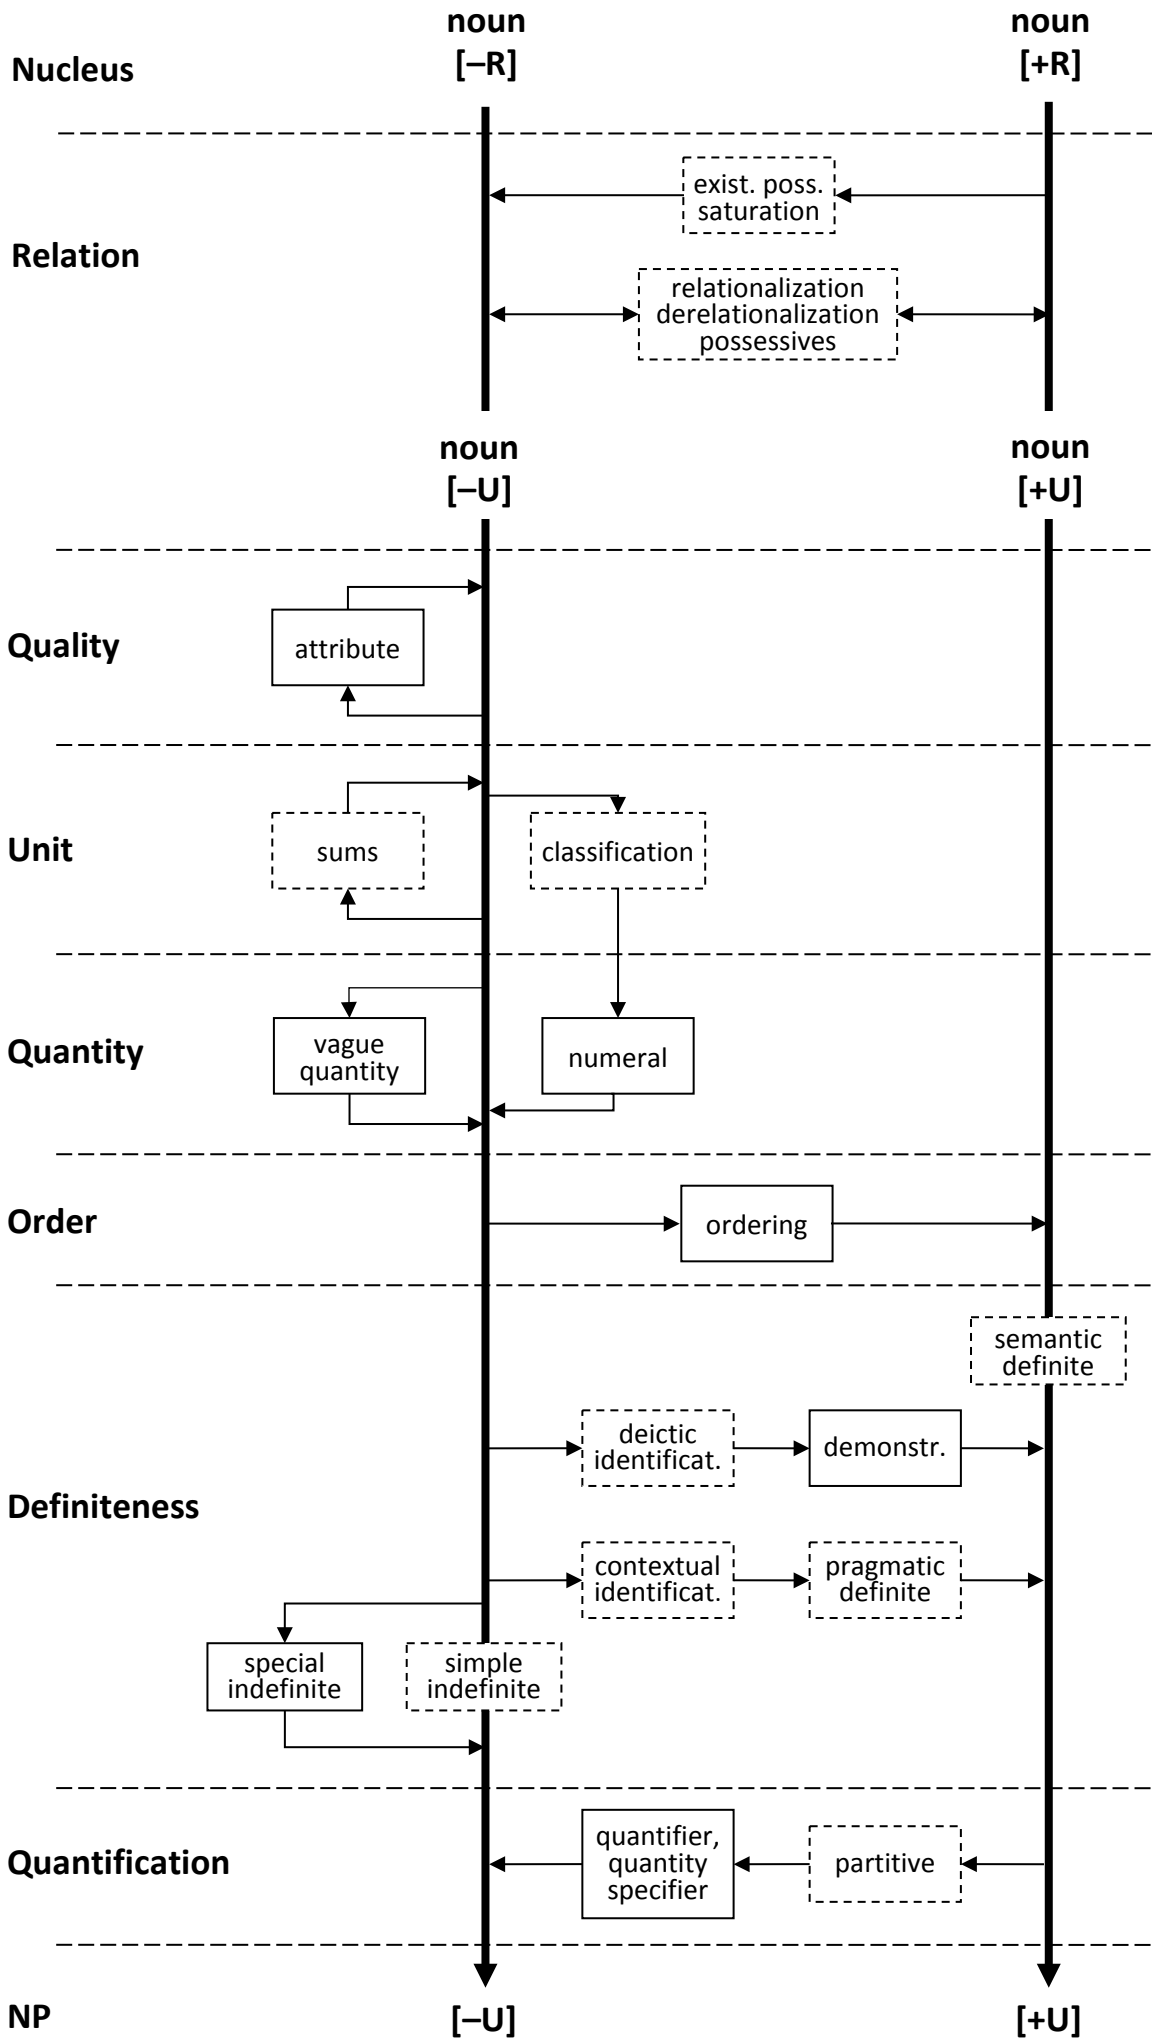 noun noun
Nucleus [–R] [+R]
exist. poss.
saturation
Relation
relationalization
derelationalization
possessives
noun noun
[–U] [+U]
Quality attribute
Unit sums classification
Quantity vague
quantity numeral
Order ordering
semantic
definite
deictic
identificat. demonstr.
Definiteness
contextual
identificat. pragmatic
definite
special
indefinite simple
indefinite
Quantification quantifier,
quantity
specifier partitive
NP [–U] [+U]